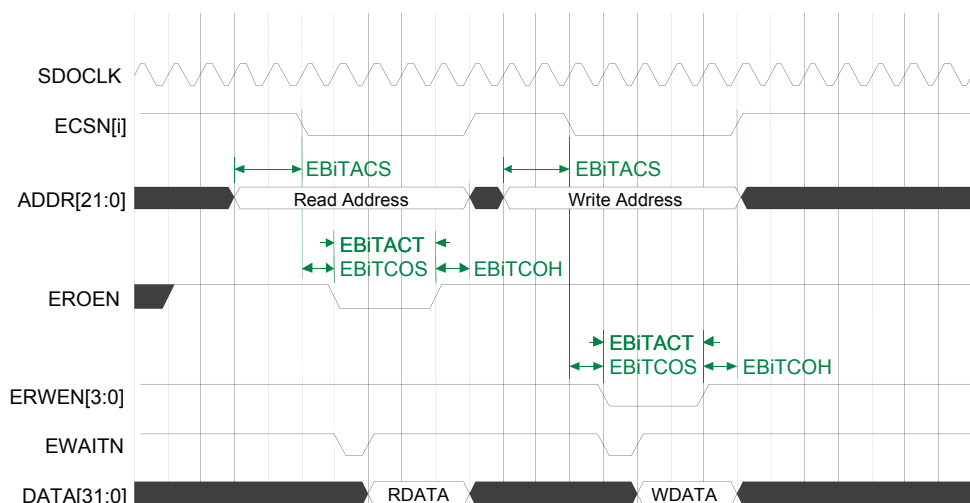 SDOCLK
ECSN[i]
EBiTACS EBiTACS
ADDR[21:0] Read Address Write Address
EBiTACT
EBiTCOS EBiTCOH
EROEN
EBiTACT
EBiTCOS EBiTCOH
ERWEN[3:0]
EWAITN
DATA[31:0] RDATA WDATA